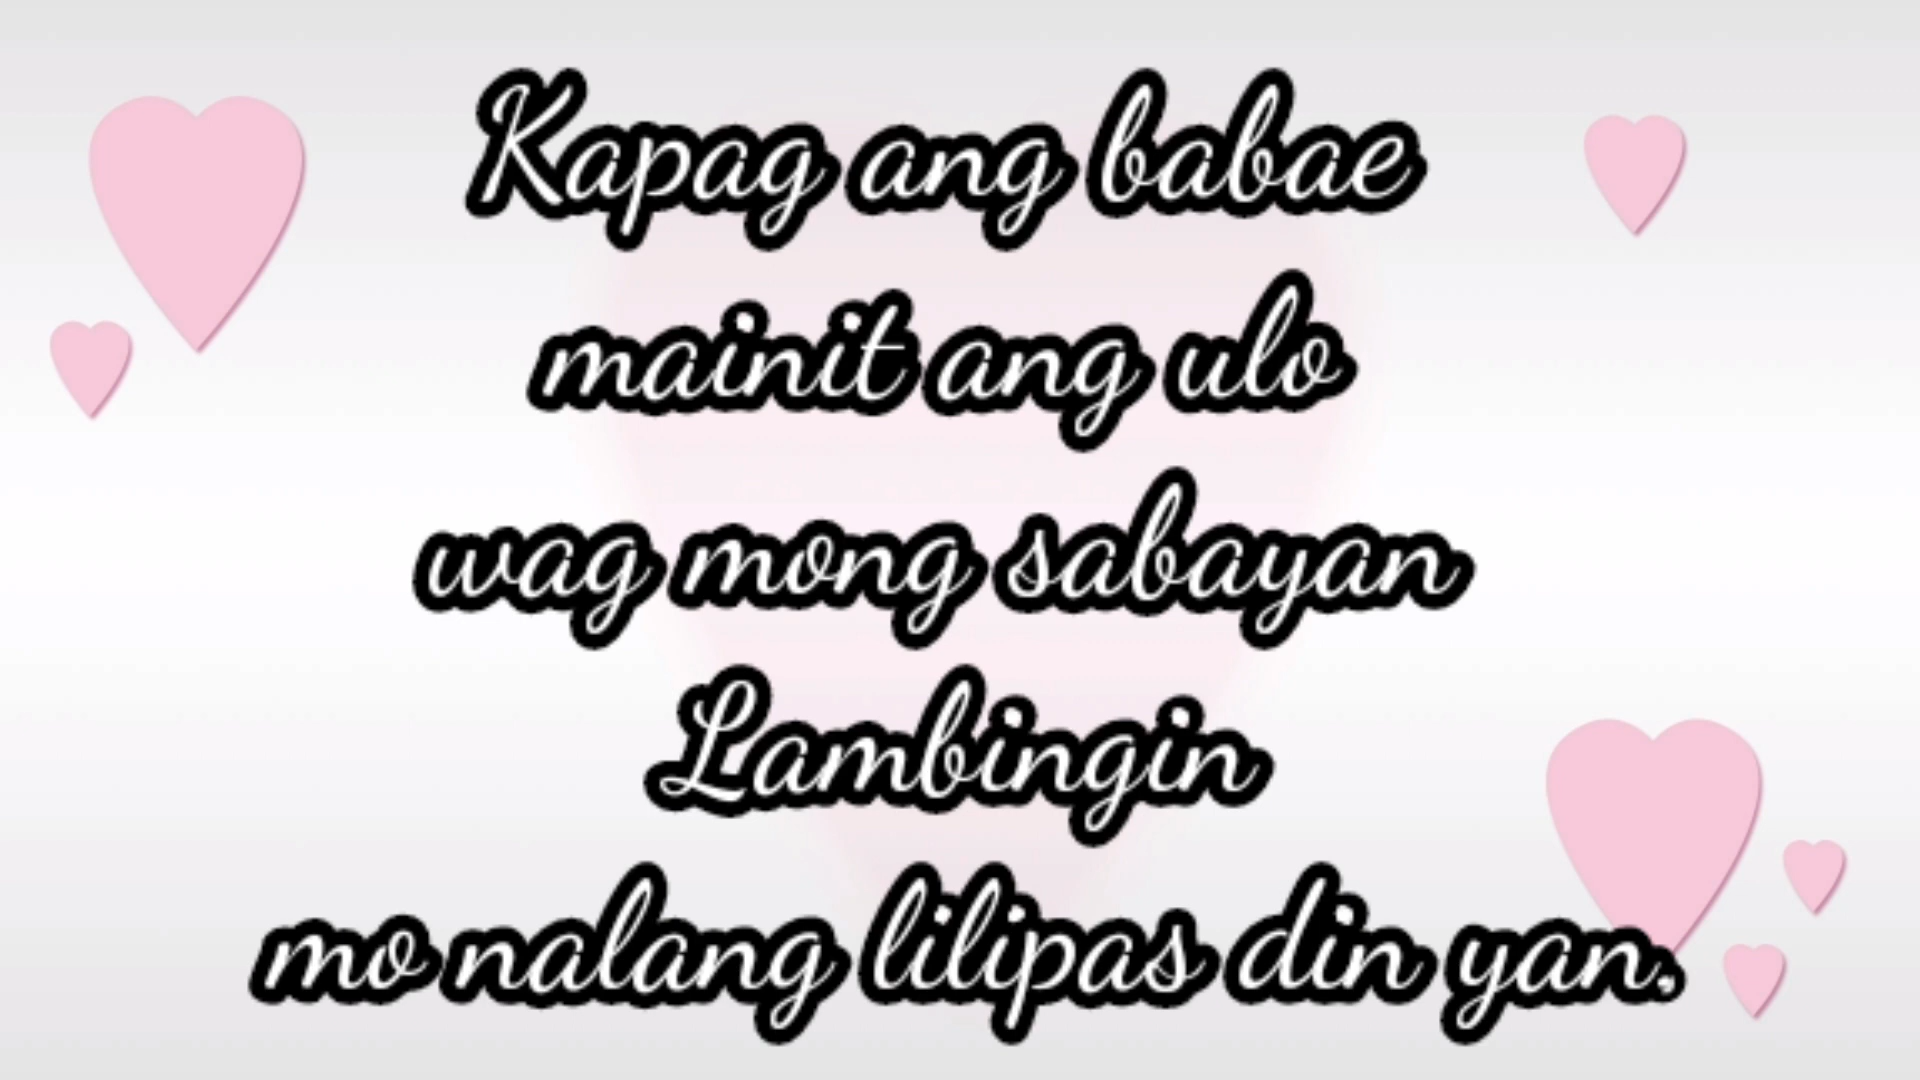 Kapag ang babae
mainit ang ulo
wag mong sabayan
Lambingin
mo nalang lilipas din yan.